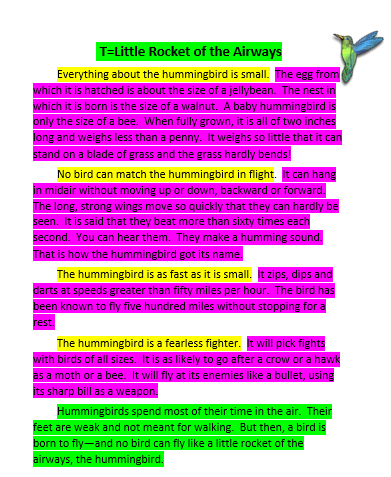 T=Little Rocket of the Airways
Everything about the hummingbird is small. The egg from
which it is hatched is about the size of a jellybean. The nest in
which it is born is the size of a walnut. A baby hummingbird is
only the size of a bee. When fully grown, it is all of two inches
long and weighs less than a penny. It weighs so little that it can
stand on a blade of grass and the grass hardly bends!
No bird can match the hummingbird in flight. It can hang
in midair without moving up or down, backward or forward.
The long, strong wings move so quickly that they can hardly be
seen. It is said that they beat more than sixty times each
second. You can hear them. They make a humming sound.
That is how the hummingbird got its name.
The hummingbird is as fast as it is small. It zips, dips and
darts at speeds greater than fifty miles per hour. The bird has
been known to fly five hundred miles without stopping for a
rest.
The hummingbird is a fearless fighter. It will pick fights
with birds of all sizes. It is as likely to go after a crow or a hawk
as a moth or a bee. It will fly at its enemies like a bullet, using
its sharp bill as a weapon.
Hummingbirds spend most of their time in the air. Their
feet are weak and not meant for walking. But then, a bird is
born to fly—and no bird can fly like a little rocket of the
airways, the hummingbird.